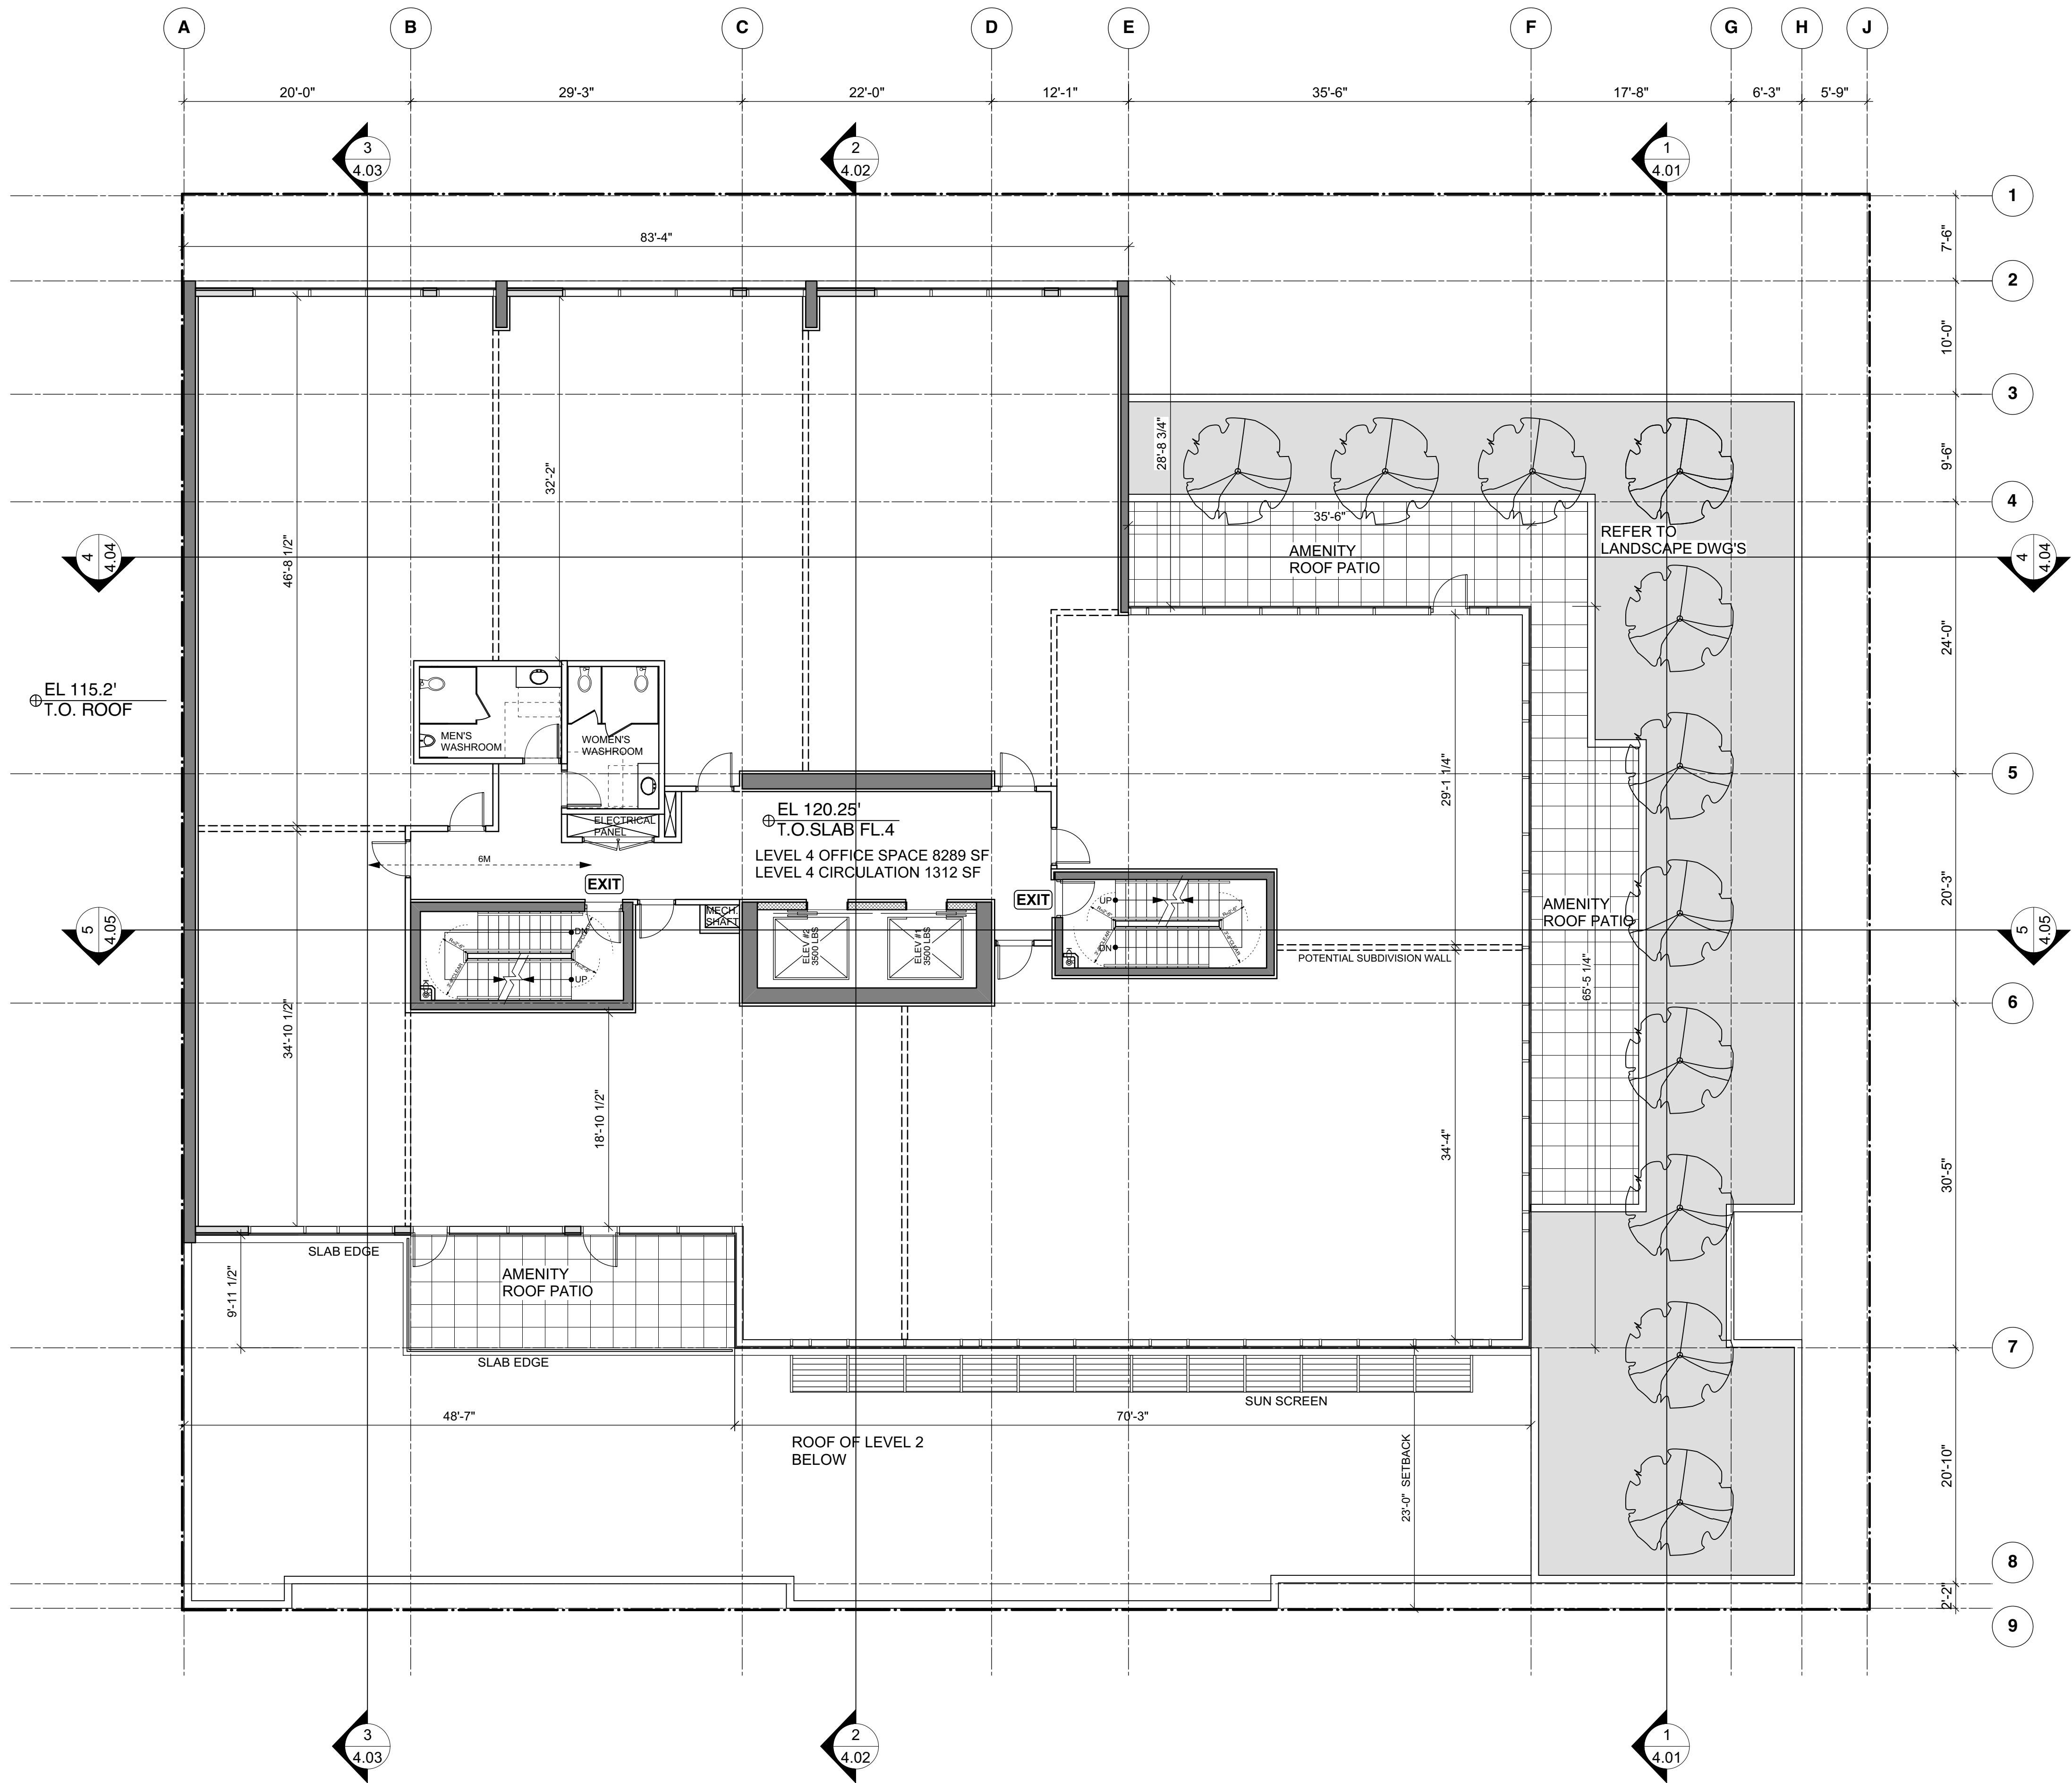 A B C D E F G H J
20'-0" 29'-3" 22'-0" 12'-1" 35'-6" 17'-8" 6'-3" 5'-9"
3
4.03
2
4.02
1
4.01
1
7'-6"
83'-4"
2
10'-0"
3
28'-8 3/4"
9'-6"
32'-2"
4
35'-6"
REFER TO
LANDSCAPE DWG'S
AMENITY
ROOF PATIO
46'-8 1/2"
4
4.04
4
4.04
24'-0"
EL 115.2'
T.O. ROOF
MEN'S
WASHROOM
WOMEN'S
WASHROOM
5
29'-1 1/4"
EL 120.25'
T.O.SLAB FL.4
ELECTRICAL
PANEL
LEVEL 4 OFFICE SPACE 8289 SF
LEVEL 4 CIRCULATION 1312 SF
6M
EXIT
EXIT
20'-3"
UP
DN
MECH.
SHAFT
AMENITY
ROOF PATIO
5
4.05
5
4.05
DN
UP
ELEV #2
3500 LBS
ELEV #1
3500 LBS
POTENTIAL SUBDIVISION WALL
65'-5 1/4"
6
34'-10 1/2"
18'-10 1/2"
34'-4"
30'-5"
SLAB EDGE
AMENITY
ROOF PATIO
9'-11 1/2"
7
SLAB EDGE
SUN SCREEN
48'-7"
70'-3"
ROOF OF LEVEL 2
BELOW
23'-0" SETBACK
20'-10"
8
2'-2"
9
3
4.03
2
4.02
1
4.01